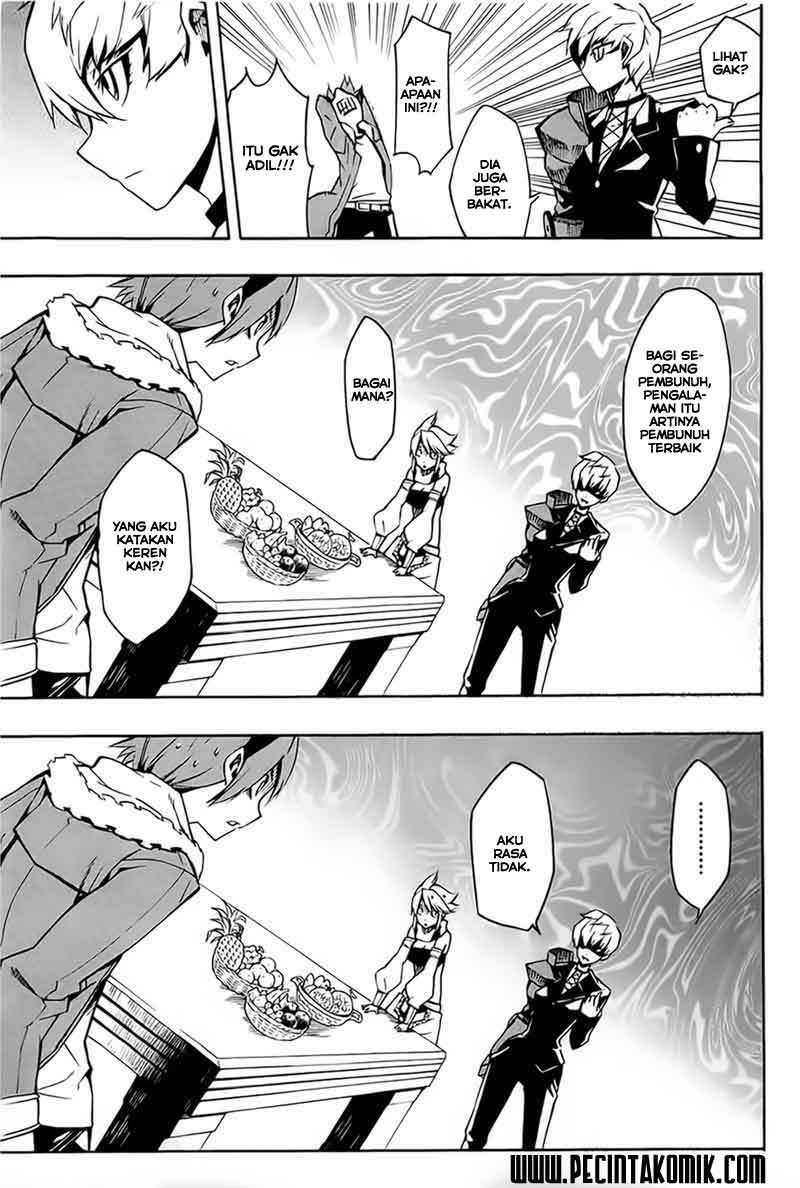 LIHAT
GAK?
DIA
JUGA
BER-
BAKAT.
APA-
APAAN
INI?!!
ITU GAK
ADIL!!!
BAGI SE-
ORANG
PEMBUNUH,
PENGALA-
MAN ITU
ARTINYA
PEMBUNUH
TERBAIK
BAGAI
MANA?
YANG AKU
KATAKAN
KEREN
KAN?!
.........
AKU
RASA
TIDAK.
WWW.PECINTAKOMIK.COM